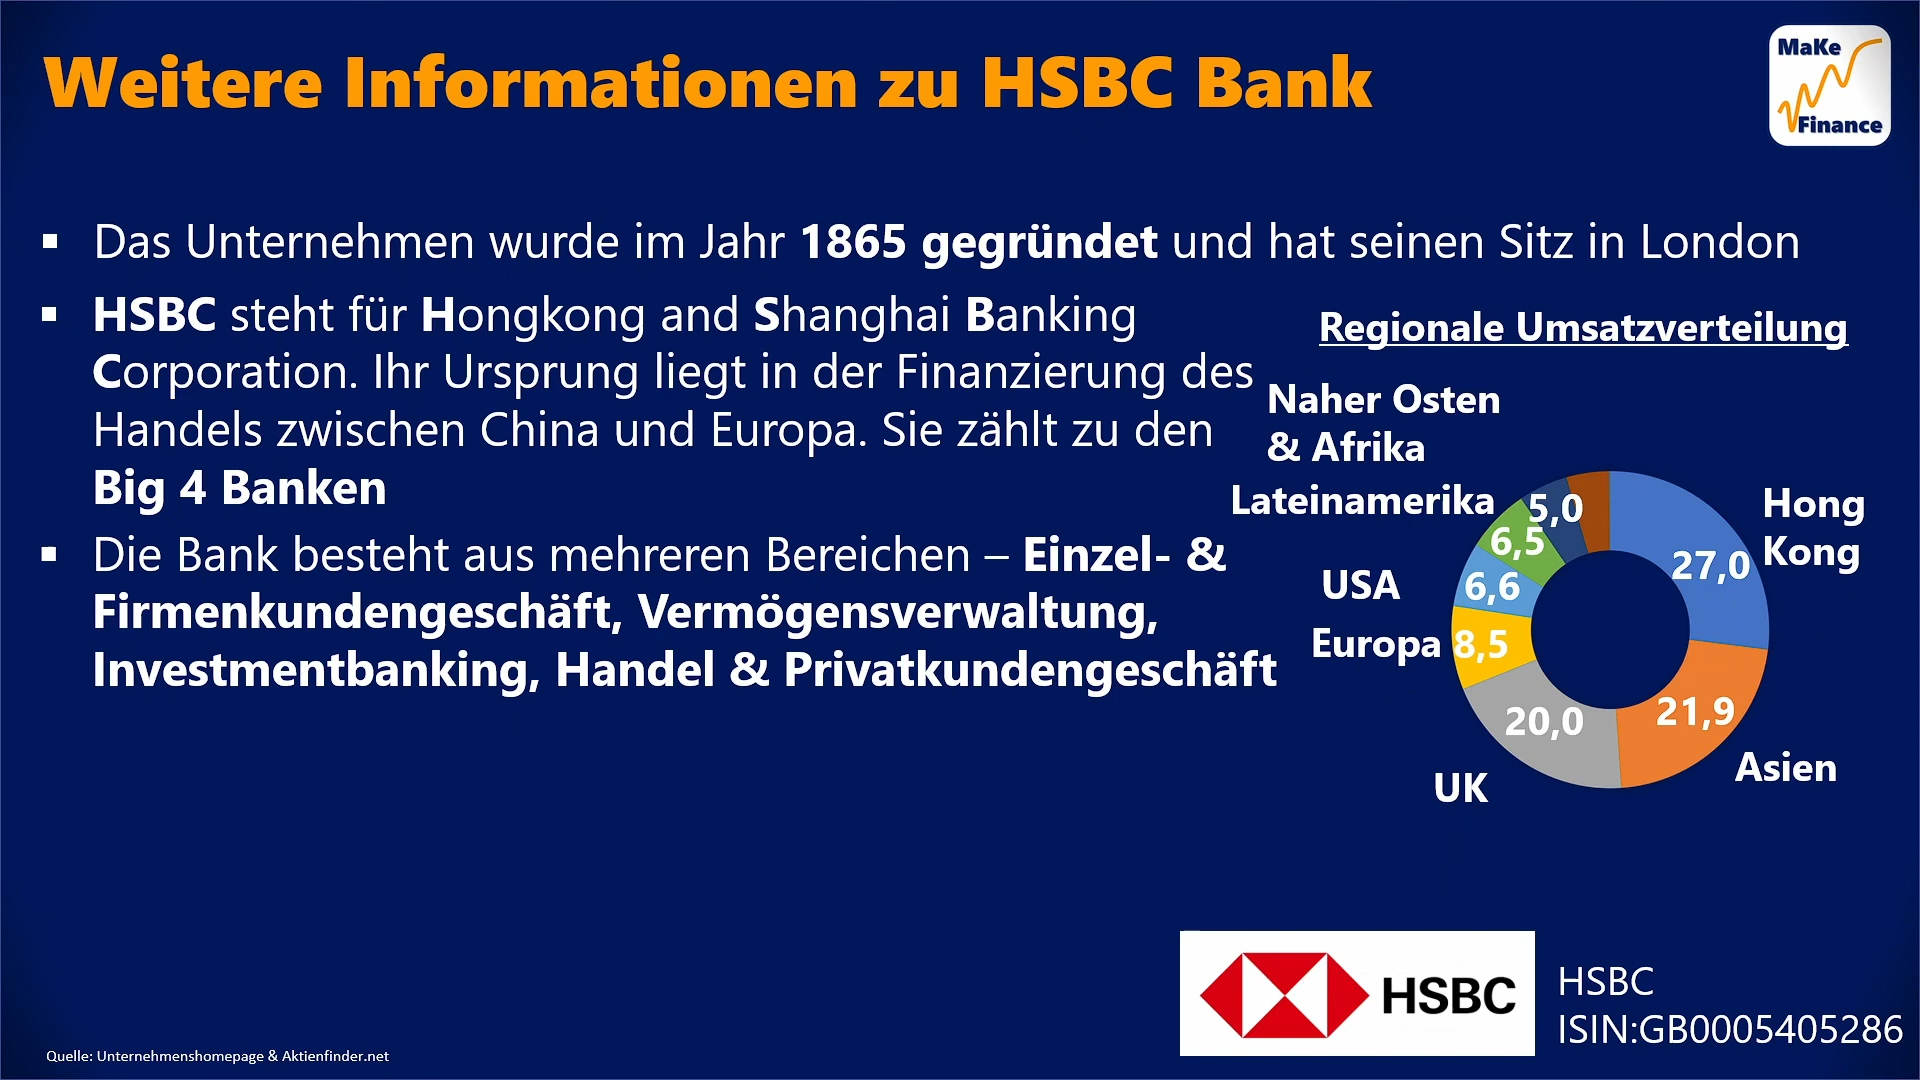 Weitere Informationen zu HSBC Bank
MaKe
Finance
▪ Das Unternehmen wurde im Jahr 1865 gegründet und hat seinen Sitz in London
▪ HSBC steht für Hongkong and Shanghai Banking
Corporation. Ihr Ursprung liegt in der Finanzierung des
Handels zwischen China und Europa. Sie zählt zu den
Big 4 Banken
▪ Die Bank besteht aus mehreren Bereichen – Einzel- &
Firmenkundengeschäft, Vermögensverwaltung,
Investmentbanking, Handel & Privatkundengeschäft
Regionale Umsatzverteilung
Naher Osten
& Afrika
Lateinamerika
5,0
Hong
Kong
6,5
27,0
USA
6,6
Europa
8,5
20,0
21,9
Asien
UK
HSBC
HSBC
ISIN:GB0005405286
Quelle: Unternehmenshomepage & Aktienfinder.net